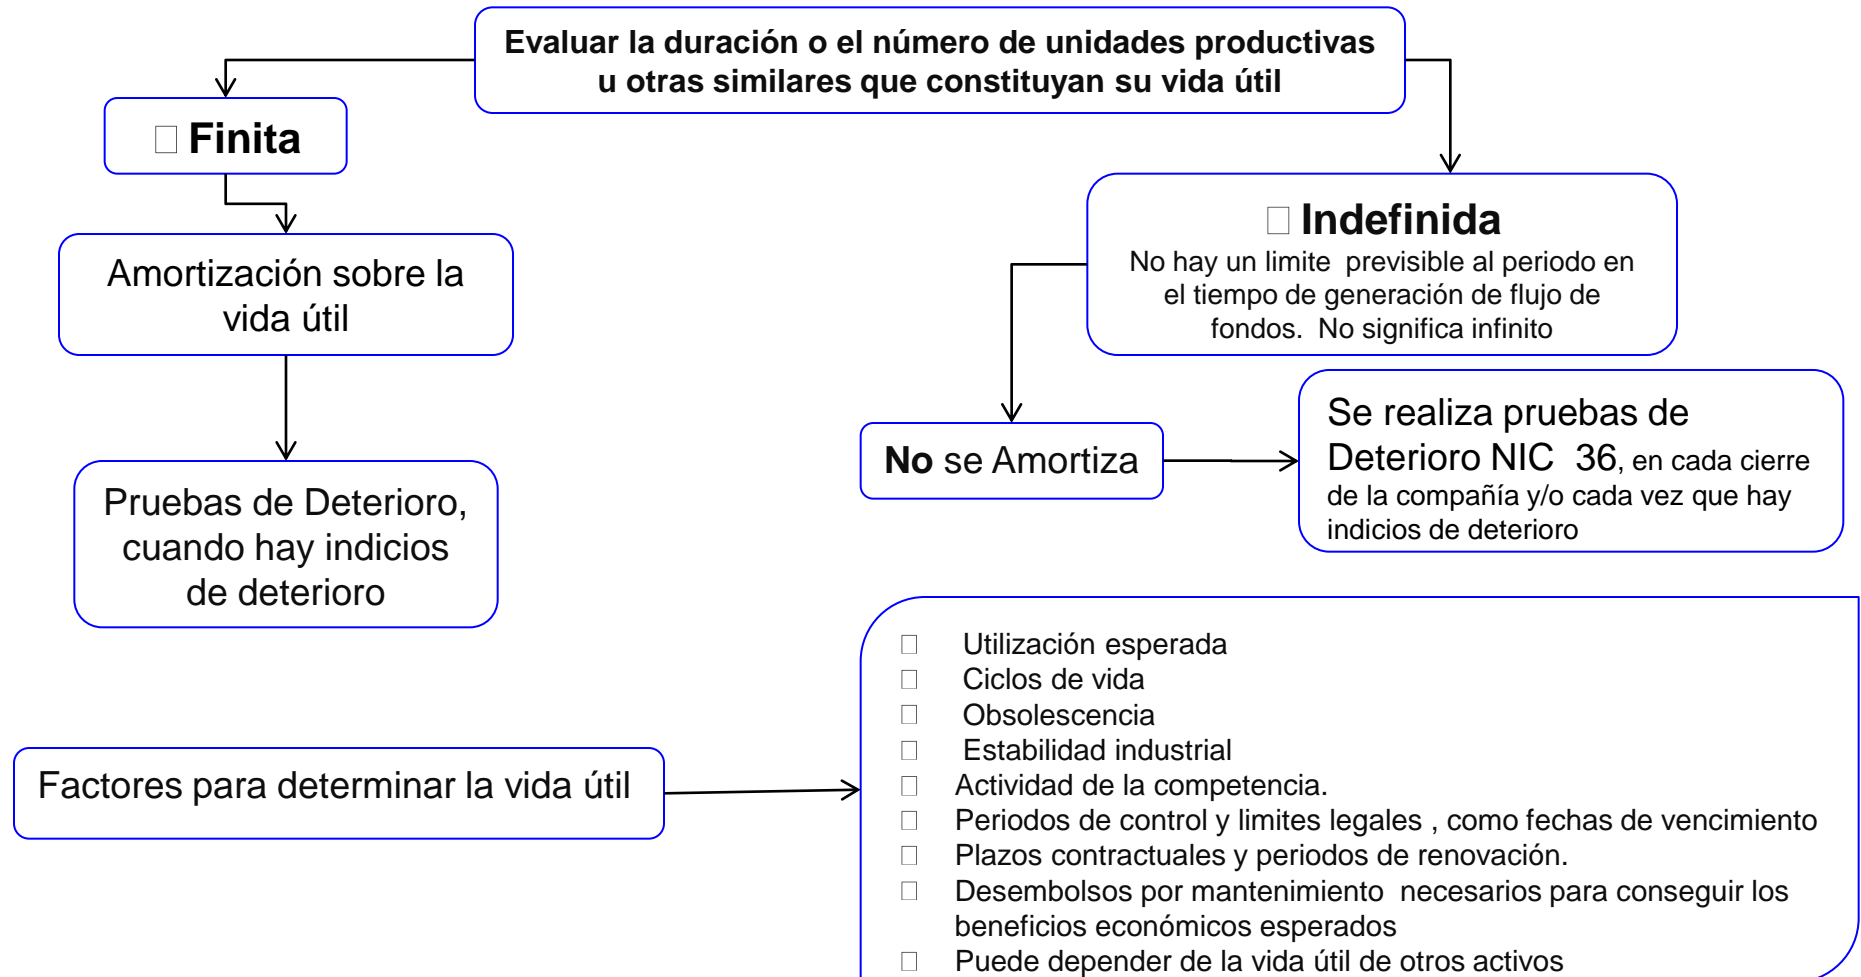 Evaluar la duración o el número de unidades productivas
u otras similares que constituyan su vida útil
Finita
Amortización sobre la
vida útil
Pruebas de Deterioro,
cuando hay indicios
de deterioro
Indefinida
No hay un limite previsible al periodo en
el tiempo de generación de flujo de
fondos. No significa infinito
No se Amortiza
Se realiza pruebas de
Deterioro NIC 36, en cada cierre
de la compañía y/o cada vez que hay
indicios de deterioro
Factores para determinar la vida útil
Utilización esperada
Ciclos de vida
Obsolescencia
Estabilidad industrial
Actividad de la competencia.
Periodos de control y limites legales , como fechas de vencimiento
Plazos contractuales y periodos de renovación.
Desembolsos por mantenimiento necesarios para conseguir los
beneficios económicos esperados
Puede depender de la vida útil de otros activos